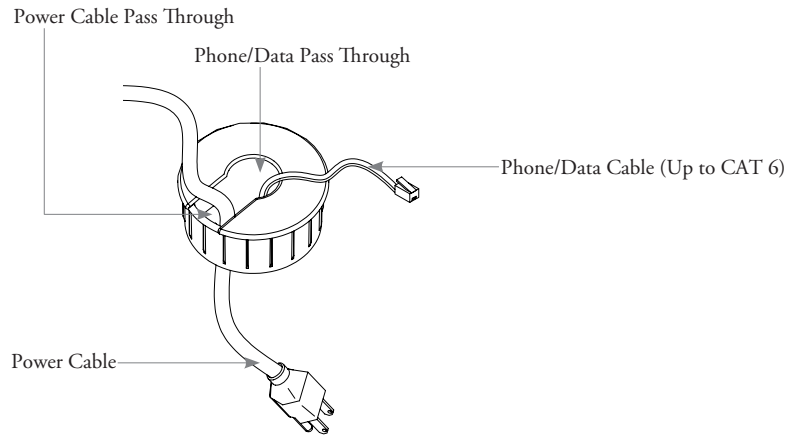 Power Cable Pass Through
Phone/Data Pass Through
Phone/Data Cable (Up to CAT 6)
Power Cable